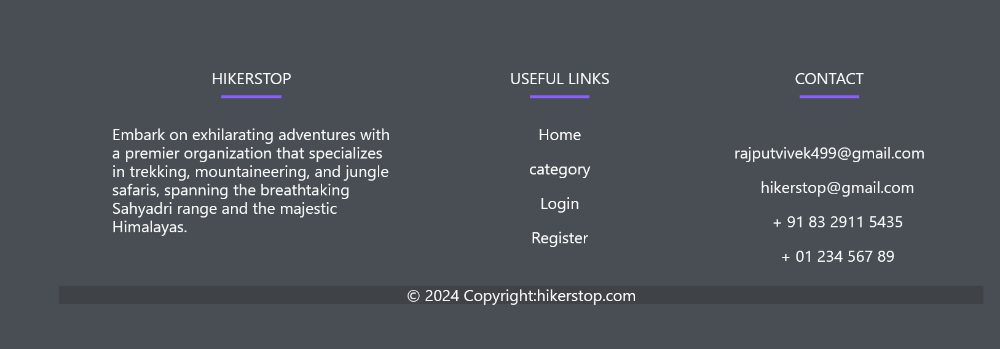 HIKERSTOP
Embark on exhilarating adventures with
a premier organization that specializes
in trekking, mountaineering, and jungle
safaris, spanning the breathtaking
Sahyadri range and the majestic
Himalayas.
USEFUL LINKS
Home
category
Login
Register
CONTACT
rajputvivek499@gmail.com
hikerstop@gmail.com
+ 91 83 2911 5435
+ 01 234 567 89
© 2024 Copyright:hikerstop.com